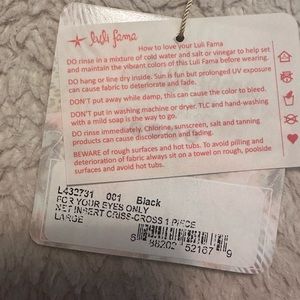 luli fama
How to love your Luli Fama
DO rinse in a mixture of cold water and salt or vinegar to help set
and maintain the vibrant colors of this Luli Fama before wearing.
DO hang or line dry inside. Sun is fun but prolonged UV exposure
can cause fabric to deteriorate and fade.
DON'T put away while damp, this can cause the color to bleed.
DON'T put in washing machine or dryer. TLC and hand-washing
with a mild soap is the way to go.
DO rinse immediately. Chlorine, sunscreen, salt and tanning
products can cause discoloration and fading.
BEWARE of rough surfaces and hot tubs. To avoid pilling and
deterioration of fabric always sit on a towel on rough, poolside
surfaces and avoid hot tubs.
L432731 001 Black
FOR YOUR EYES ONLY
NET INSERT CRISS-CROSS 1 PIECE
LARGE
8 88202 52167 9